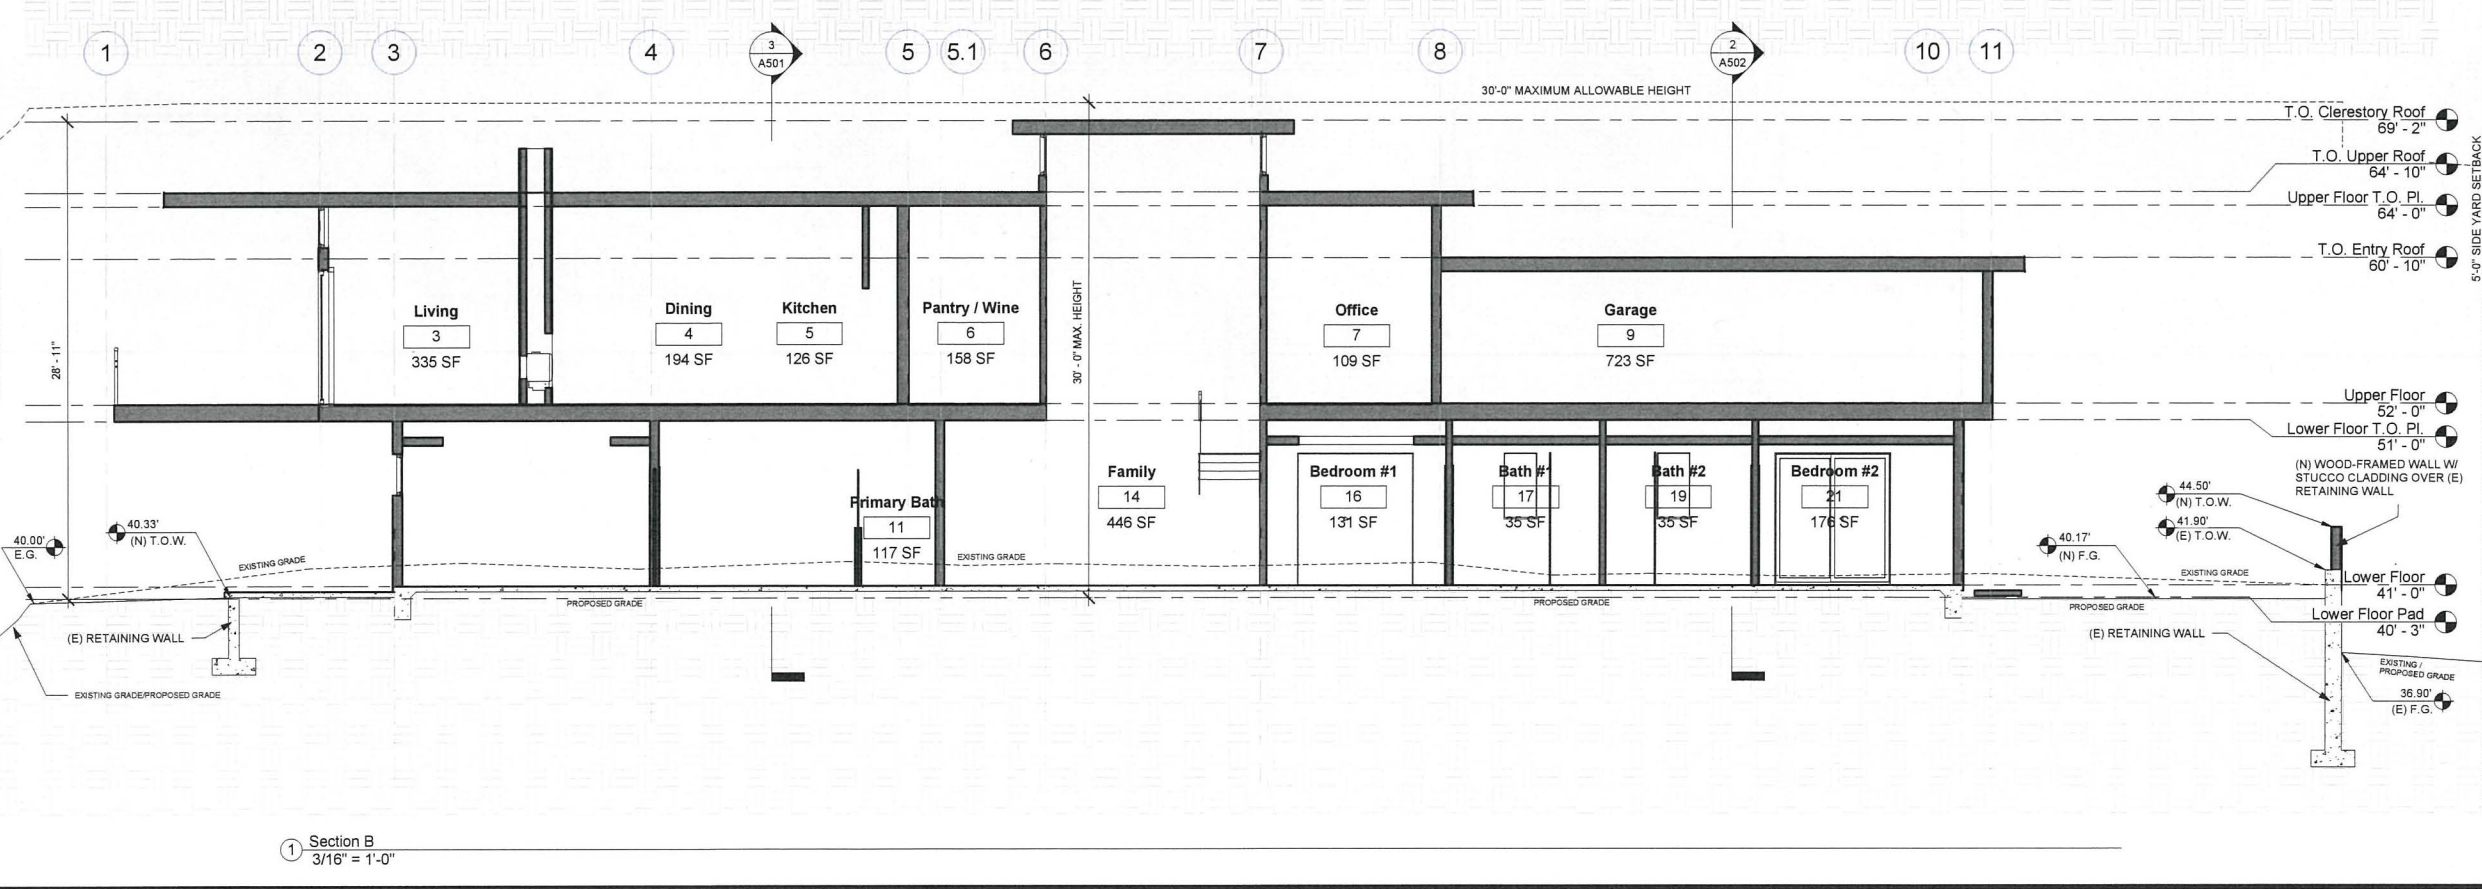 1 2 3 4 5 5.1 6 7 8 10 11
3
A501
2
A502
30'-0" MAXIMUM ALLOWABLE HEIGHT
T.O. Clerestory Roof
69' - 2"
T.O. Upper Roof
64' - 10"
Upper Floor T.O. Pl.
64' - 0"
T.O. Entry Roof
60' - 10"
5'-0" SIDE YARD SETBACK
28' - 11"
30' - 0" MAX. HEIGHT
Living
3
335 SF
Dining
4
194 SF
Kitchen
5
126 SF
Pantry / Wine
6
158 SF
Office
7
109 SF
Garage
9
723 SF
Upper Floor
52' - 0"
Lower Floor T.O. Pl.
51' - 0"
(N) WOOD-FRAMED WALL W/
STUCCO CLADDING OVER (E)
RETAINING WALL
Primary Bath
11
117 SF
Family
14
446 SF
Bedroom #1
16
131 SF
Bath #1
17
35 SF
Bath #2
19
35 SF
Bedroom #2
21
176 SF
44.50'
(N) T.O.W.
41.90'
(E) T.O.W.
40.17'
(N) F.G.
40.00'
E.G.
40.33'
(N) T.O.W.
EXISTING GRADE
EXISTING GRADE
EXISTING GRADE
Lower Floor
41' - 0"
PROPOSED GRADE
PROPOSED GRADE
PROPOSED GRADE
Lower Floor Pad
40' - 3"
(E) RETAINING WALL
(E) RETAINING WALL
EXISTING GRADE/PROPOSED GRADE
EXISTING /
PROPOSED GRADE
36.90'
(E) F.G.
1
Section B
3/16" = 1'-0"